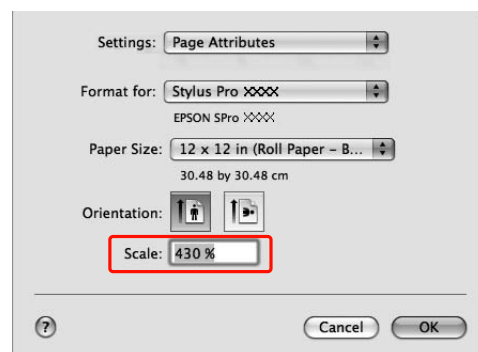 Settings: Page Attributes
Format for: Stylus Pro XXXX
EPSON SPro XXXX
Paper Size: 12 x 12 in (Roll Paper – B...
30.48 by 30.48 cm
Orientation:
Scale: 430 %
? Cancel OK